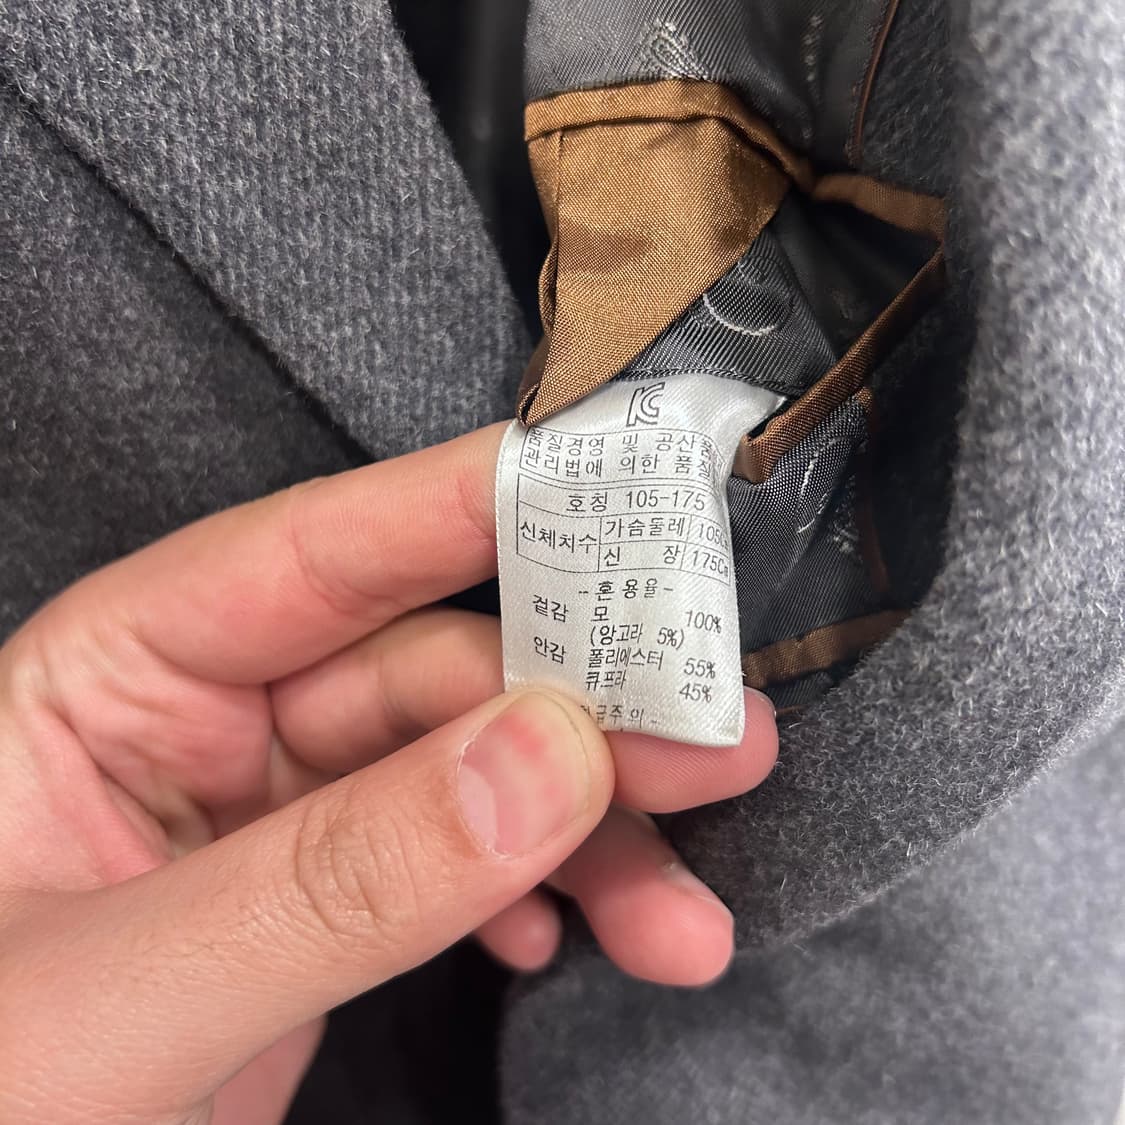 KC
품질경영 및 공산품
관리법에 의한 품질
호칭 105-175
신체치수 가슴둘레 105
신 장 175Cm
-- 혼용율 -
겉감 모 100%
(앙고라 5%)
안감 폴리에스터 55%
큐프라 45%